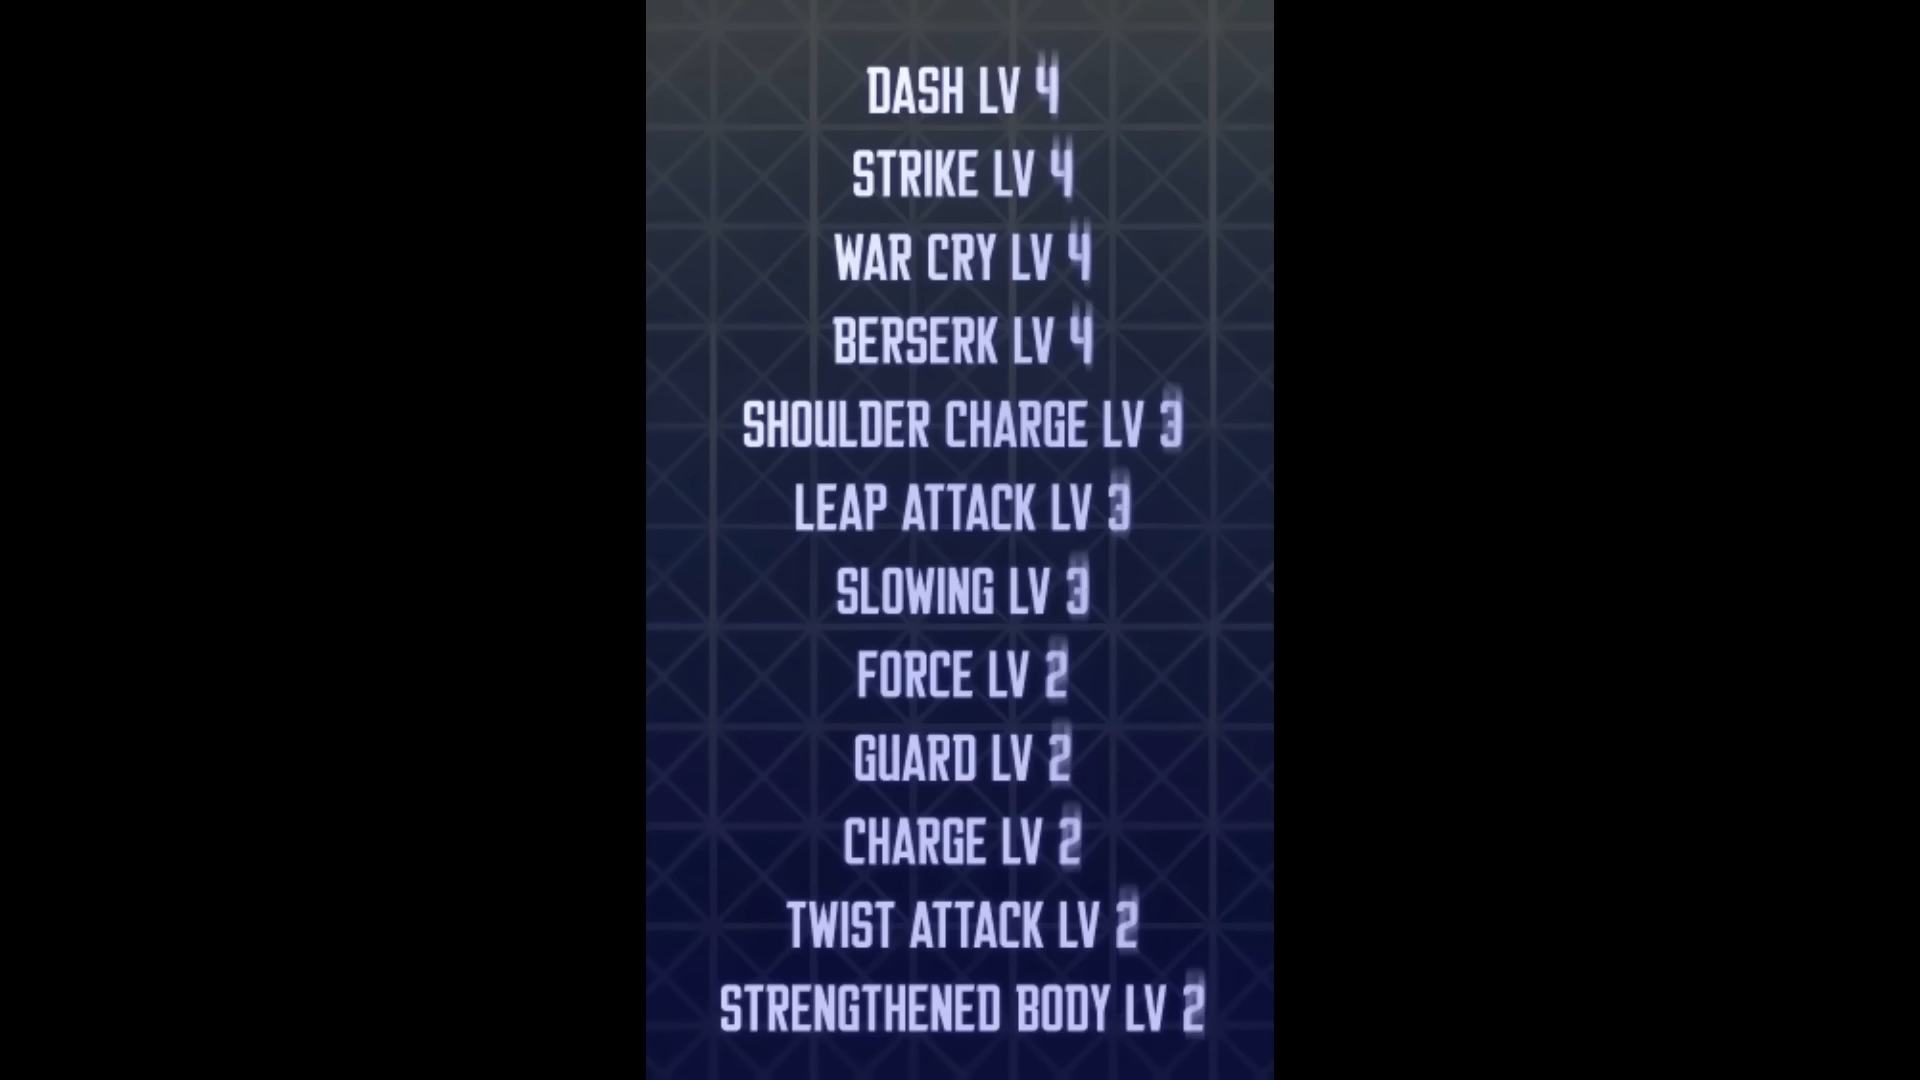 DASH LV 4
STRIKE LV 4
WAR CRY LV 4
BERSERK LV 4
SHOULDER CHARGE LV 3
LEAP ATTACK LV 3
SLOWING LV 3
FORCE LV 2
GUARD LV 2
CHARGE LV 2
TWIST ATTACK LV 2
STRENGTHENED BODY LV 2